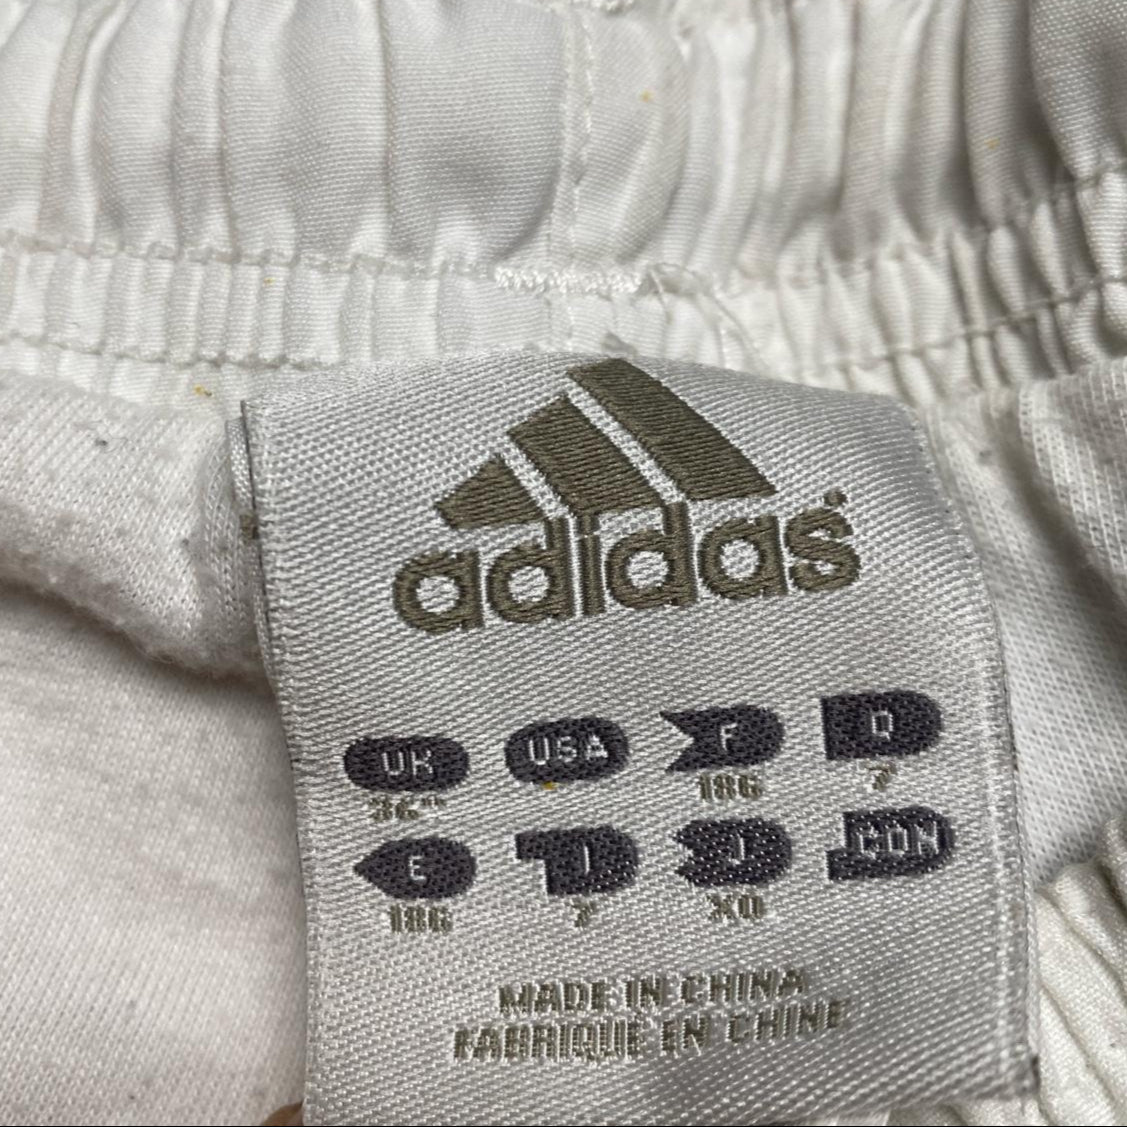 adidas®
UK USA F D
36" 186 7
E I J CDN
186 7 XO
MADE IN CHINA
FABRIQUÉ EN CHINE